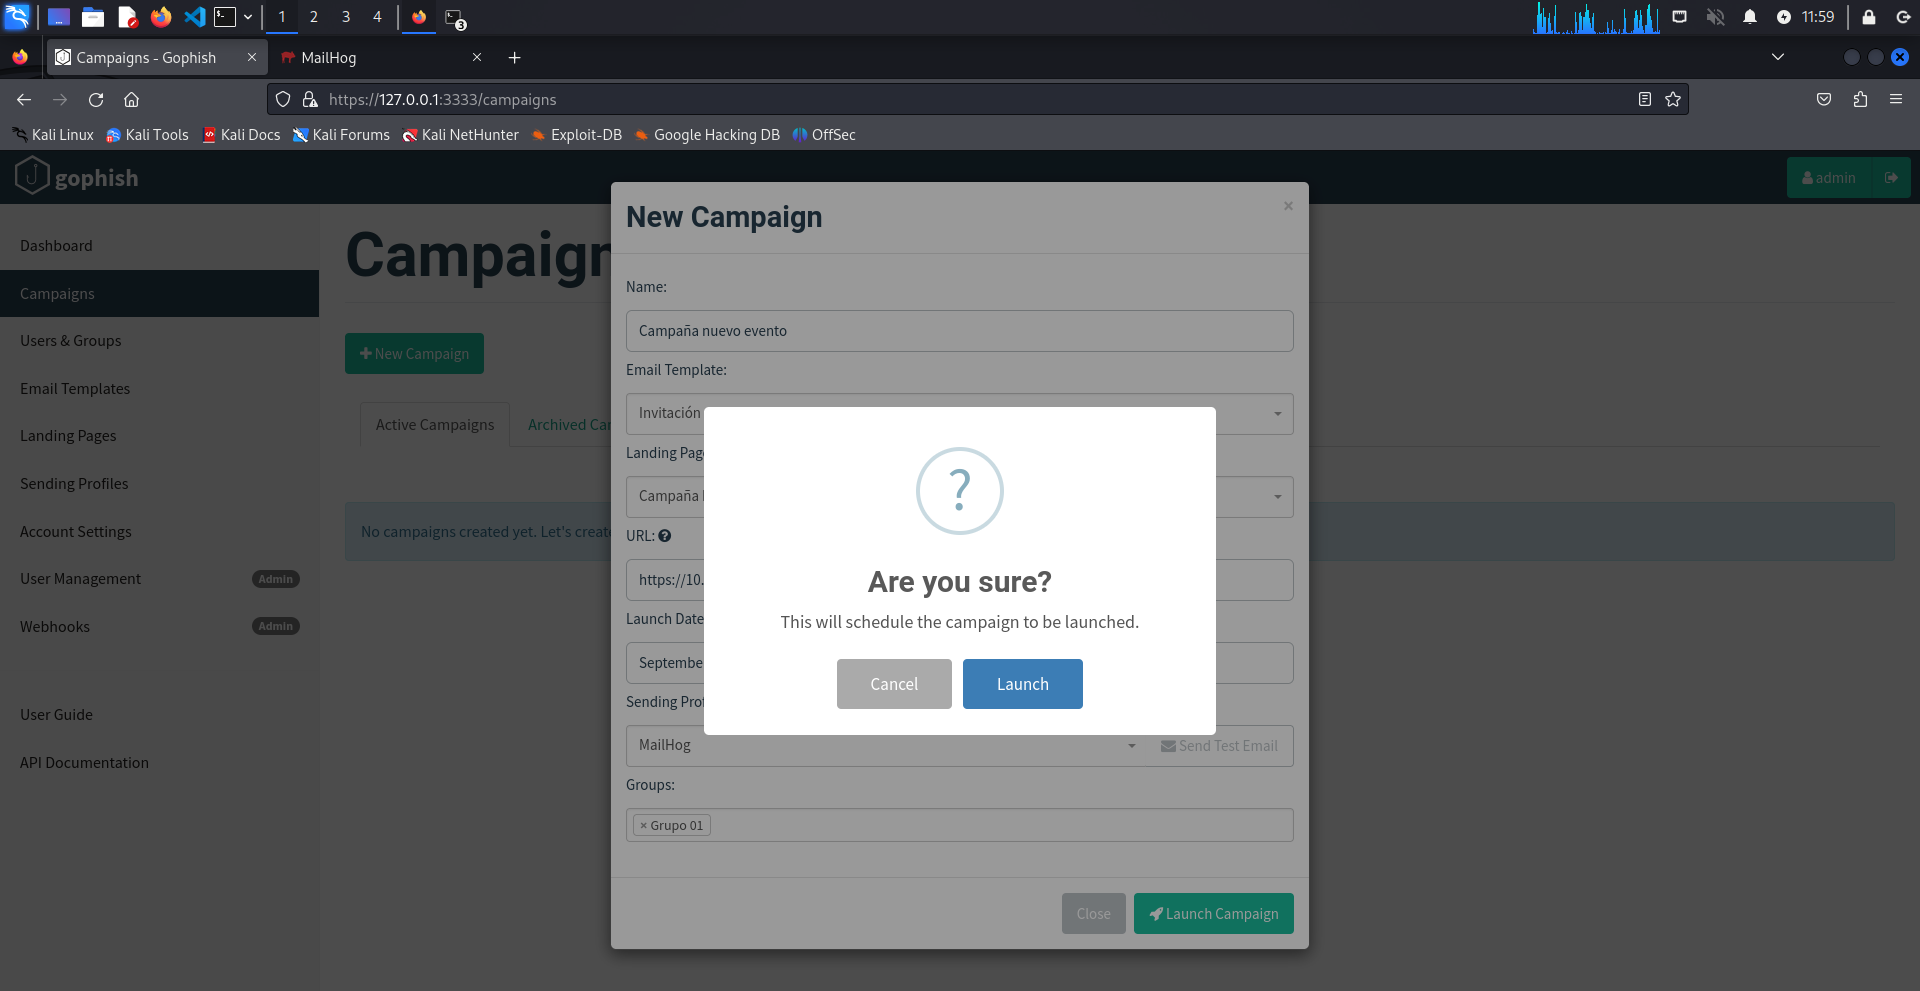 1 2 3 4
3
11:59
Campaigns - Gophish
MailHog
https://127.0.0.1:3333/campaigns
Kali Linux Kali Tools Kali Docs Kali Forums Kali NetHunter Exploit-DB Google Hacking DB OffSec
gophish
admin
Dashboard
Campaigns
Users & Groups
Email Templates
Landing Pages
Sending Profiles
Account Settings
User Management Admin
Webhooks Admin
User Guide
API Documentation
Campaign
New Campaign
Active Campaigns
Archived
No campaigns created yet. Let's create
New Campaign
×
Name:
Campaña nuevo evento
Email Template:
Invitación
Landing
Campaña
URL: ?
https://10.
Launch Date
Sending
MailHog
Send Test Email
Groups:
× Grupo 01
Close
Launch Campaign
?
Are you sure?
This will schedule the campaign to be launched.
Cancel
Launch